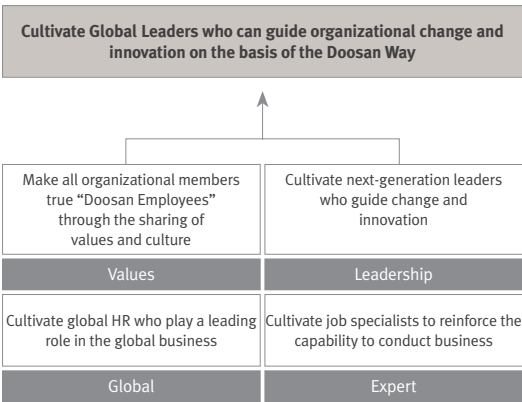 Cultivate Global Leaders who can guide organizational change and
innovation on the basis of the Doosan Way
Make all organizational members
true “Doosan Employees”
through the sharing of
values and culture
Values
Cultivate next-generation leaders
who guide change and
innovation
Leadership
Cultivate global HR who play a leading
role in the global business
Global
Cultivate job specialists to reinforce the
capability to conduct business
Expert